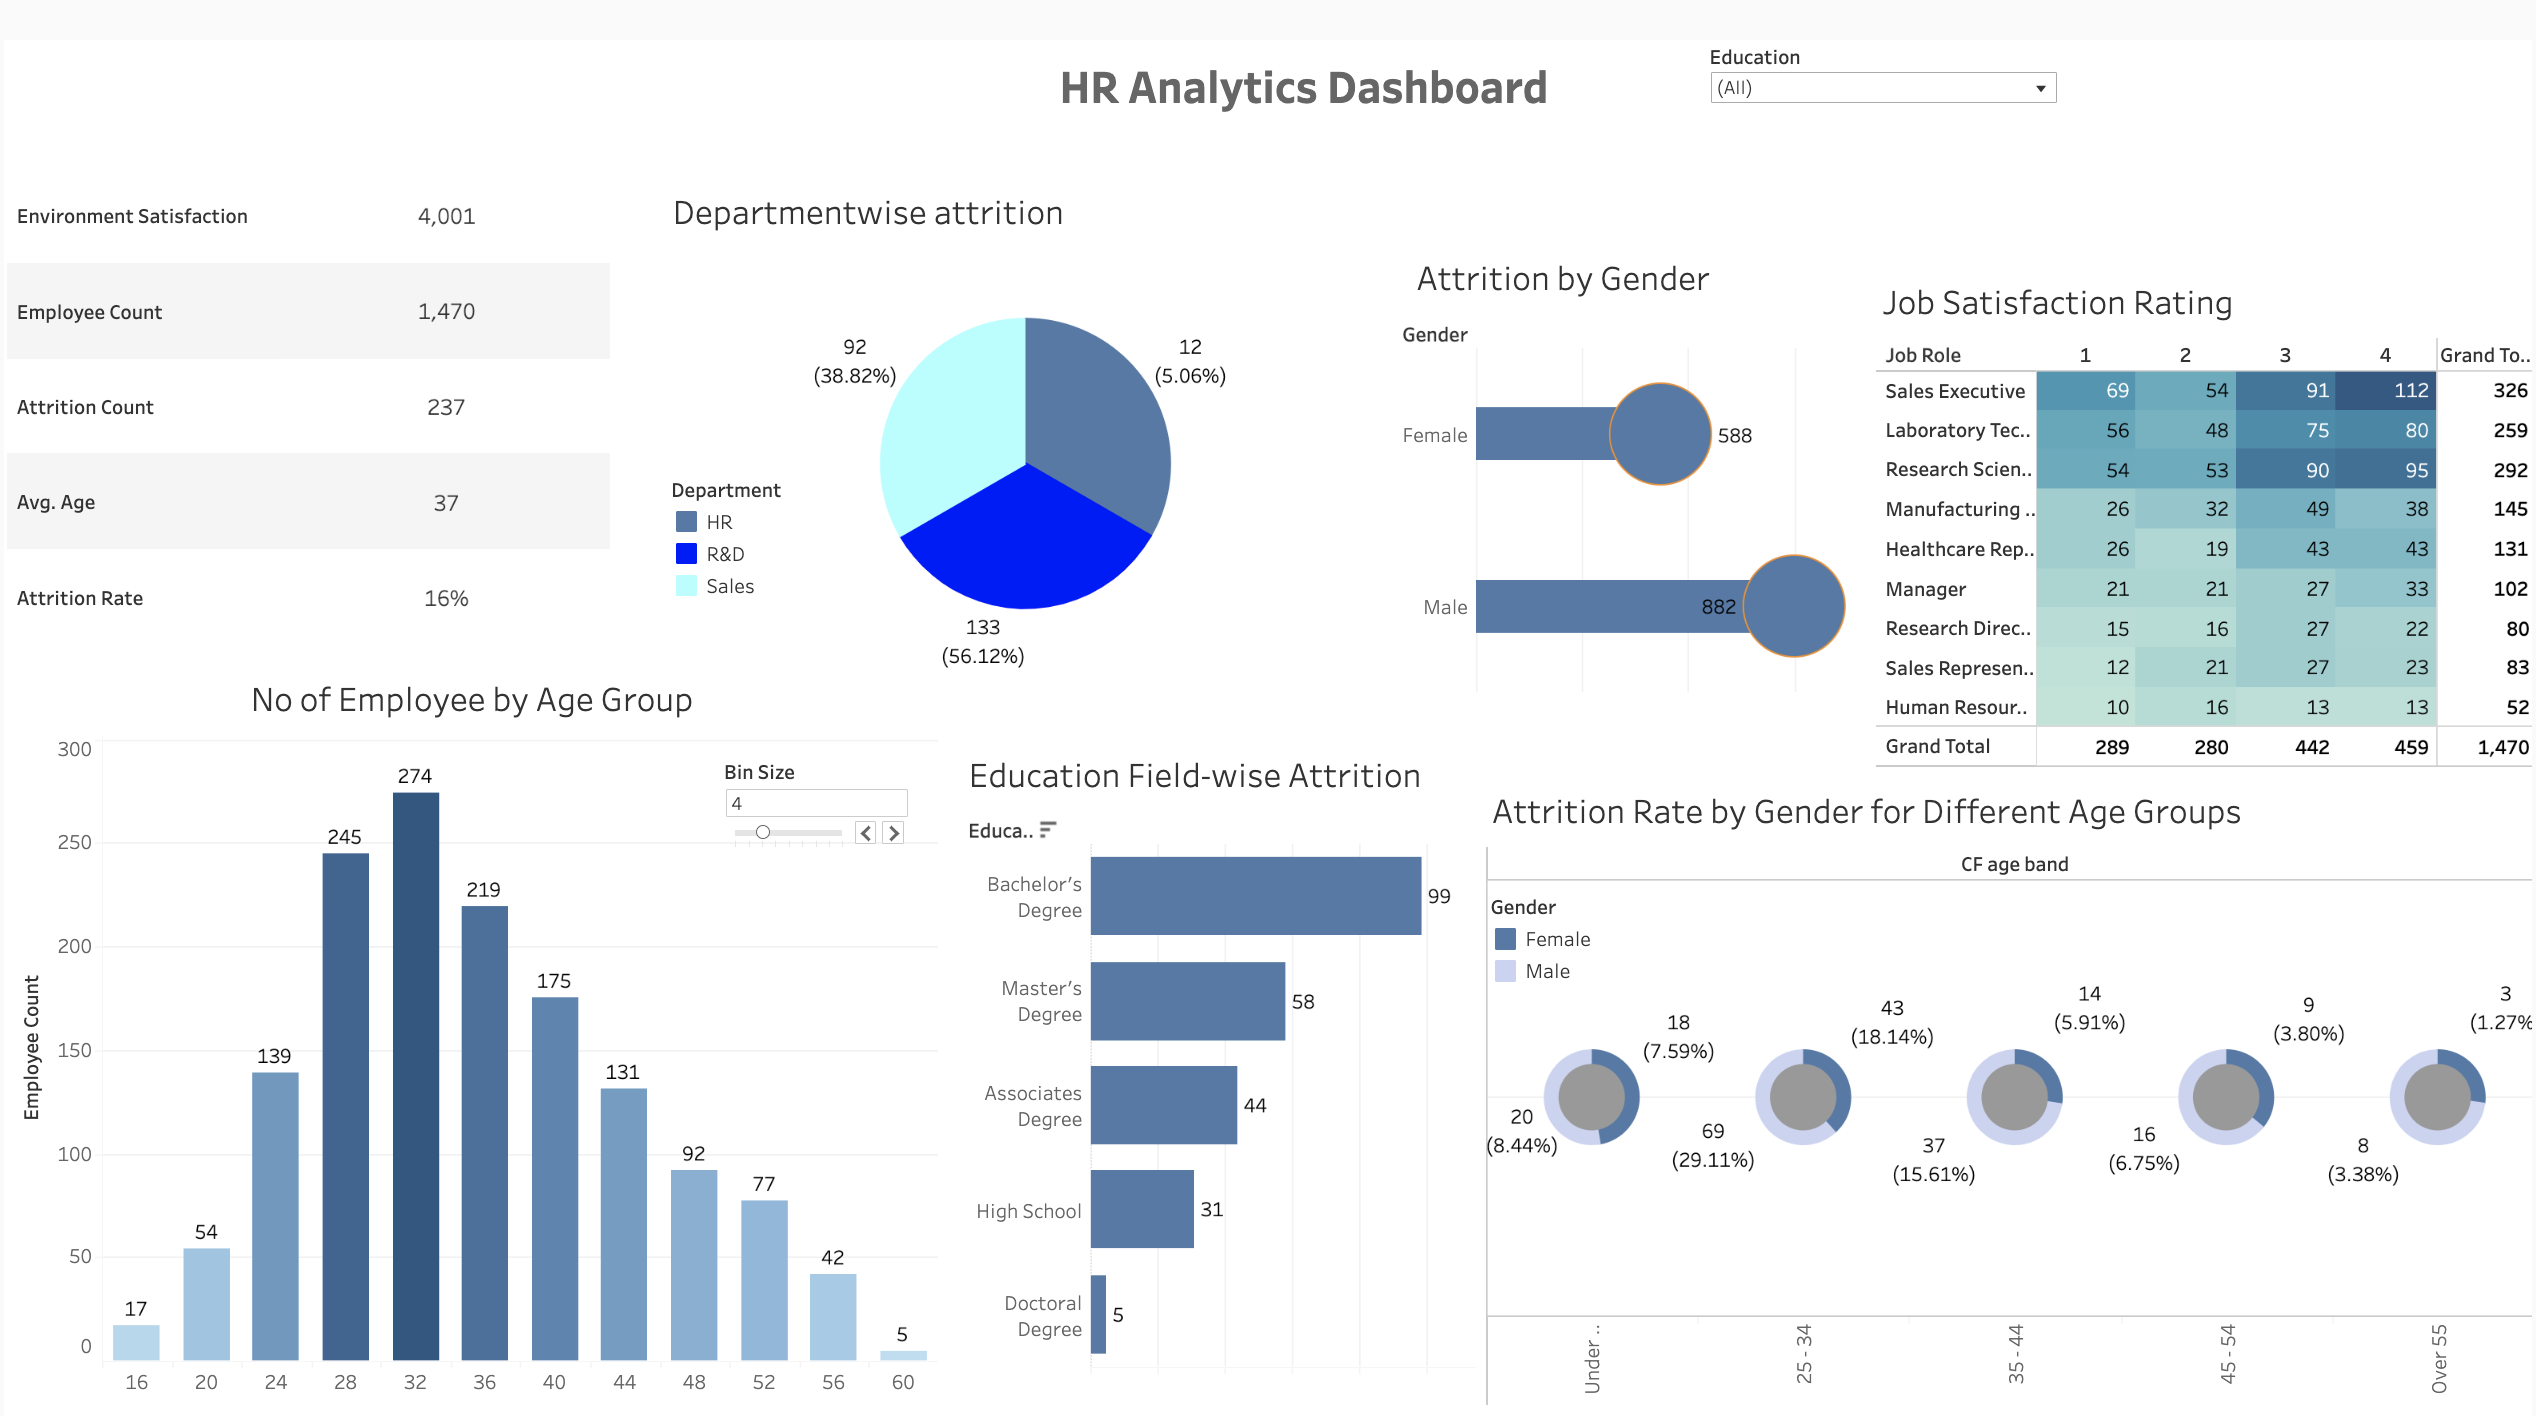 HR Analytics Dashboard
Education
(All)
Environment Satisfaction 4,001
Employee Count 1,470
Attrition Count 237
Avg. Age 37
Attrition Rate 16%
Departmentwise attrition
92
(38.82%)
12
(5.06%)
133
(56.12%)
Department
HR
R&D
Sales
Attrition by Gender
Gender
Female 588
Male 882
Job Satisfaction Rating
Job Role 1 2 3 4 Grand To..
Sales Executive 69 54 91 112 326
Laboratory Tec.. 56 48 75 80 259
Research Scien.. 54 53 90 95 292
Manufacturing .. 26 32 49 38 145
Healthcare Rep.. 26 19 43 43 131
Manager 21 21 27 33 102
Research Direc.. 15 16 27 22 80
Sales Represen.. 12 21 27 23 83
Human Resour.. 10 16 13 13 52
Grand Total 289 280 442 459 1,470
No of Employee by Age Group
Bin Size
4
Employee Count
300
250
200
150
100
50
0
17 54 139 245 274 219 175 131 92 77 42 5
16 20 24 28 32 36 40 44 48 52 56 60
Education Field-wise Attrition
Educa..
Bachelor's
Degree
99
Master's
Degree
58
Associates
Degree
44
High School 31
Doctoral
Degree
5
Attrition Rate by Gender for Different Age Groups
CF age band
Gender
Female
Male
18
(7.59%)
20
(8.44%)
43
(18.14%)
69
(29.11%)
14
(5.91%)
37
(15.61%)
9
(3.80%)
16
(6.75%)
3
(1.27%
8
(3.38%)
Under ..
25 - 34
35 - 44
45 - 54
Over 55